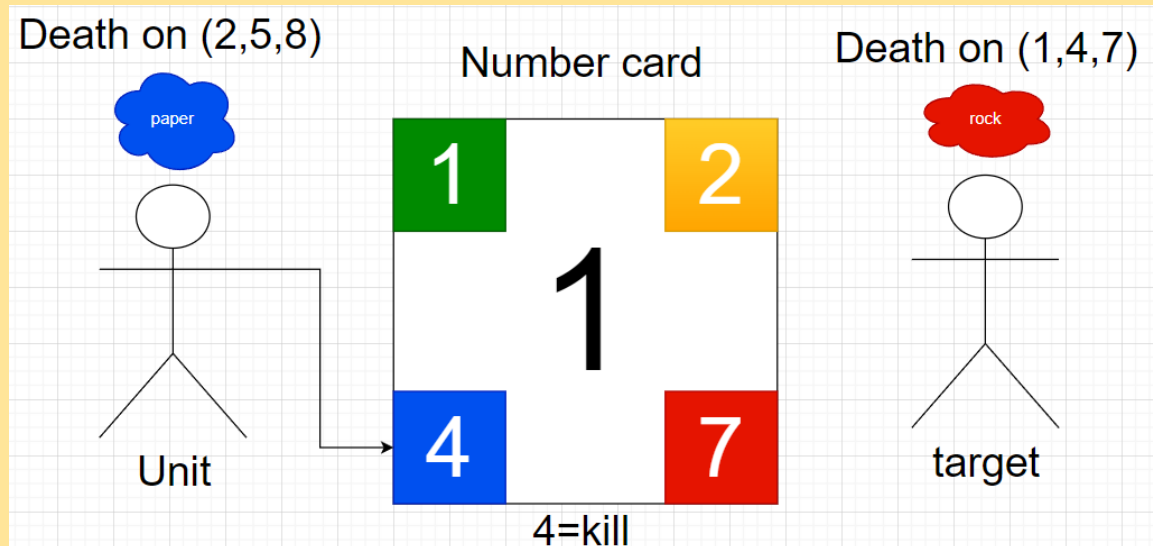 Death on (2,5,8)
Number card
Death on (1,4,7)
paper
rock
1
2
1
4
7
Unit
target
4=kill